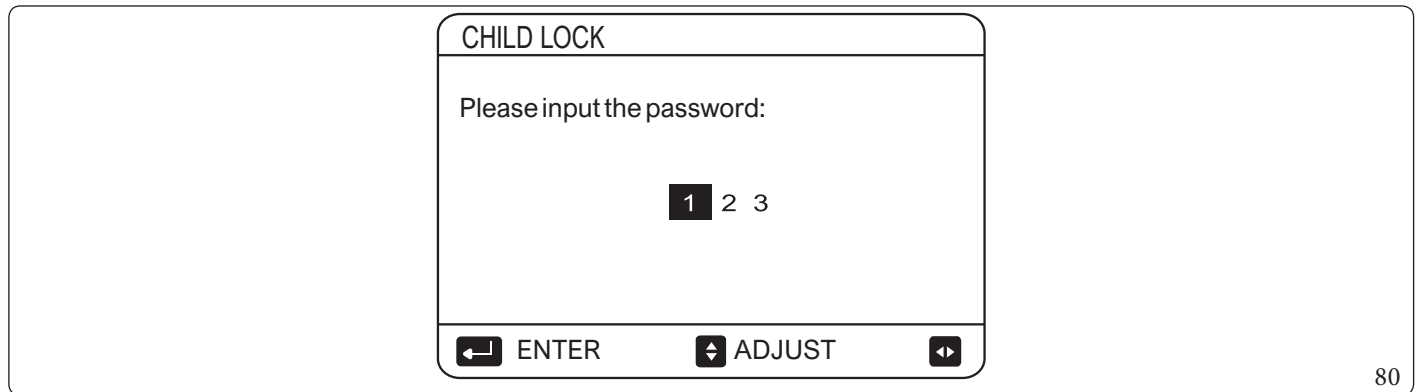 CHILD LOCK
Please input the password:
1 2 3
ENTER ADJUST
80